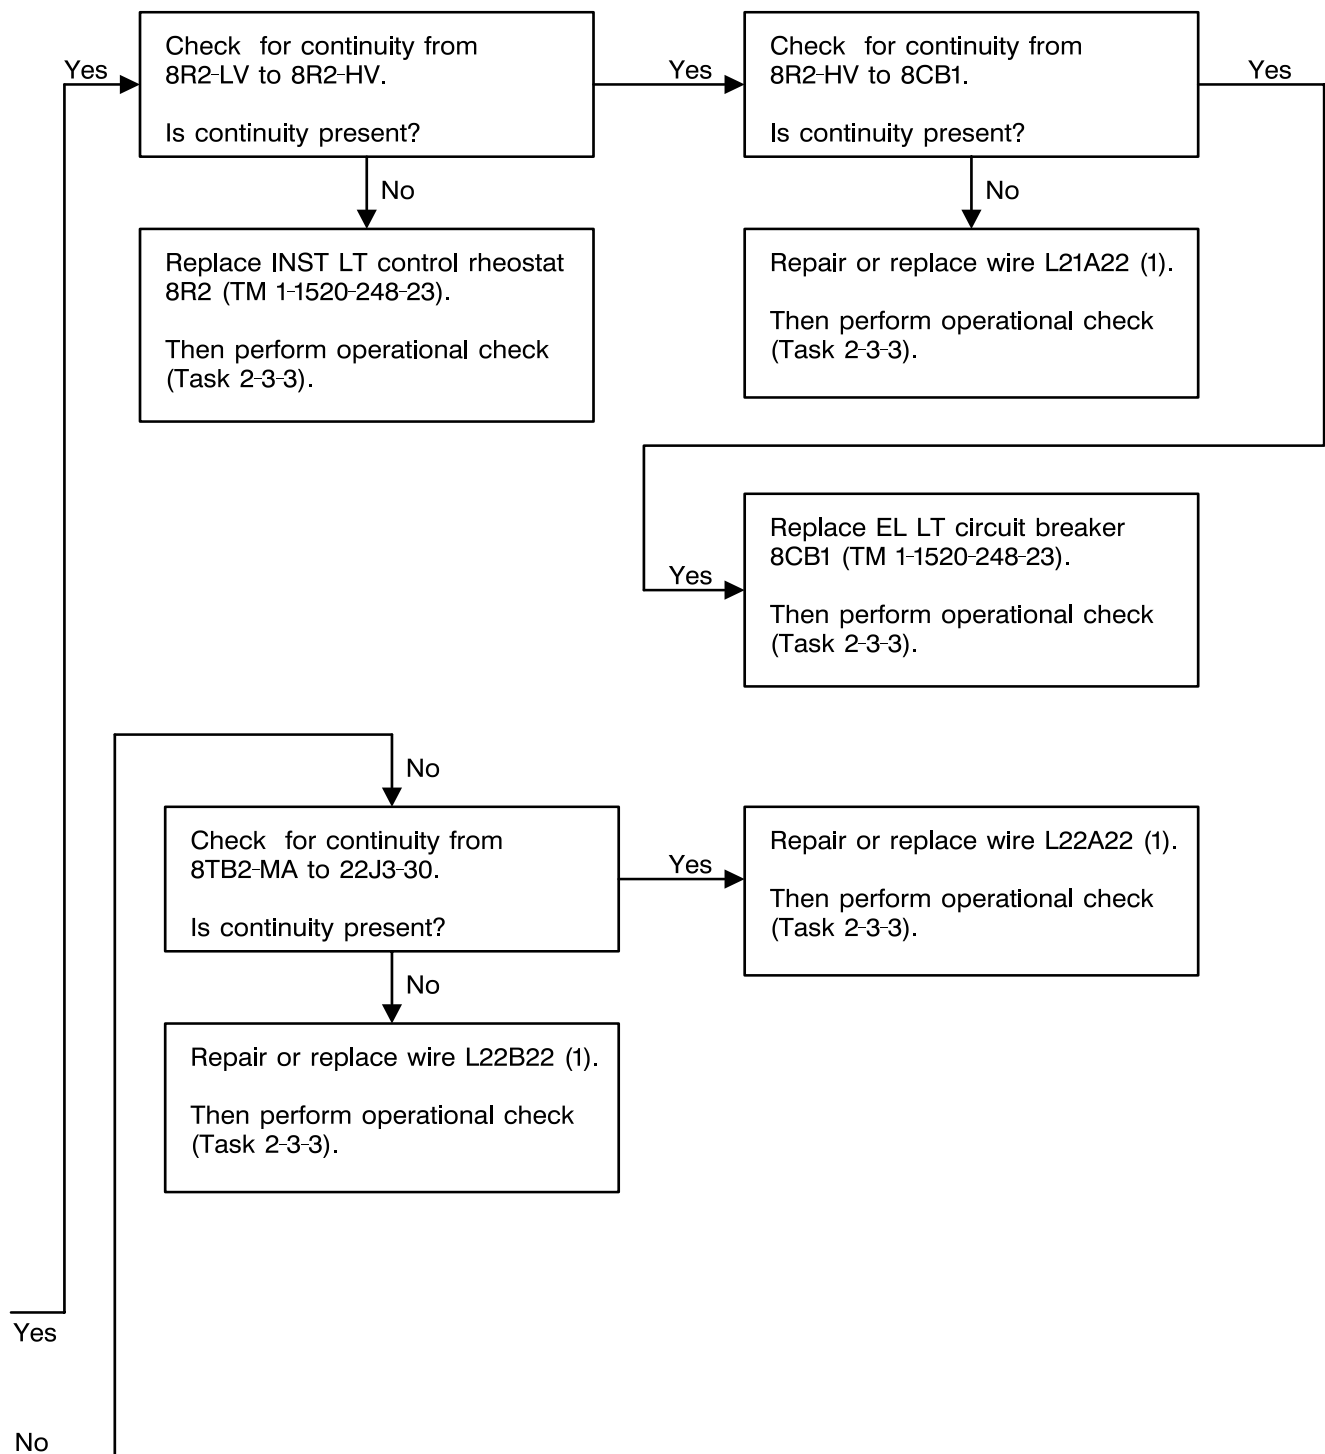 Yes
Check for continuity from
8R2-LV to 8R2-HV.
Is continuity present?
Yes
Check for continuity from
8R2-HV to 8CB1.
Is continuity present?
Yes
No
No
Replace INST LT control rheostat
8R2 (TM 1-1520-248-23).
Then perform operational check
(Task 2-3-3).
Repair or replace wire L21A22 (1).
Then perform operational check
(Task 2-3-3).
Yes
Replace EL LT circuit breaker
8CB1 (TM 1-1520-248-23).
Then perform operational check
(Task 2-3-3).
No
Check for continuity from
8TB2-MA to 22J3-30.
Is continuity present?
Yes
Repair or replace wire L22A22 (1).
Then perform operational check
(Task 2-3-3).
No
Repair or replace wire L22B22 (1).
Then perform operational check
(Task 2-3-3).
Yes
No